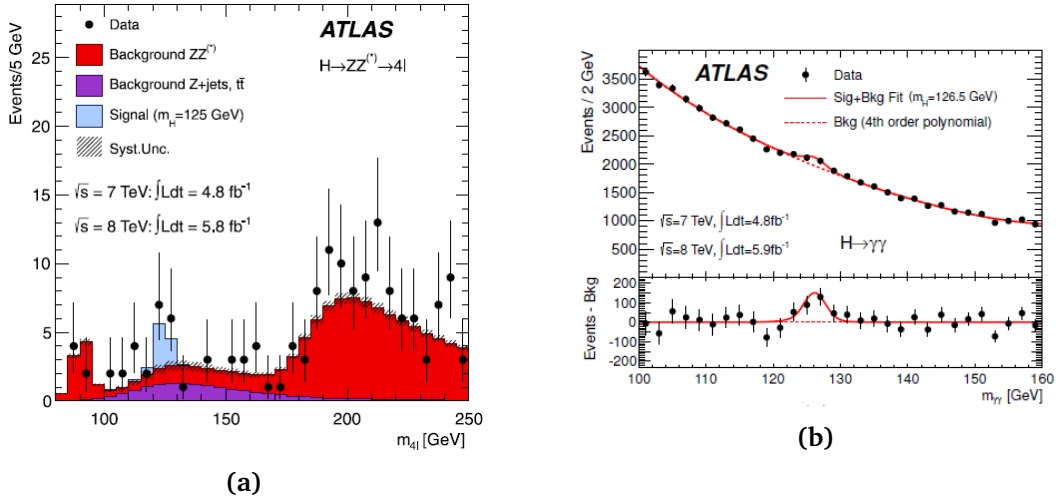 Events/5 GeV
25
20
15
10
5
0
Data
Background ZZ(*)
Background Z+jets, tt̄
Signal (mH=125 GeV)
Syst.Unc.
√s = 7 TeV: ∫Ldt = 4.8 fb-1
√s = 8 TeV: ∫Ldt = 5.8 fb-1
ATLAS
H→ZZ(*)→4l
100 150 200 250
m4l [GeV]
(a)
Events / 2 GeV
3500
3000
2500
2000
1500
1000
500
ATLAS
Data
Sig+Bkg Fit (mH=126.5 GeV)
Bkg (4th order polynomial)
√s=7 TeV, ∫Ldt=4.8fb-1
√s=8 TeV, ∫Ldt=5.9fb-1
H→γγ
Events - Bkg
200
100
0
-100
-200
100 110 120 130 140 150 160
mγγ [GeV]
(b)